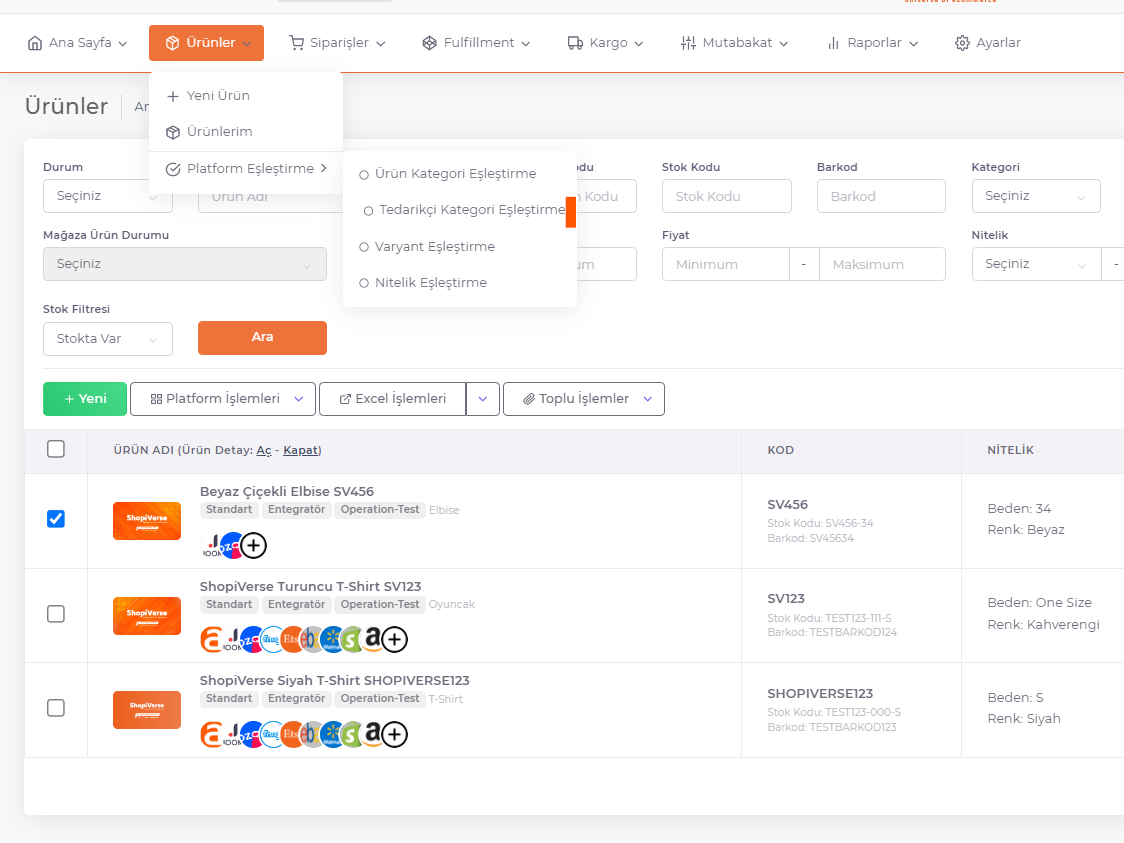 Ana Sayfa
Ürünler
Siparişler
Fulfillment
Kargo
Mutabakat
Raporlar
Ayarlar
Ürünler
An
Yeni Ürün
Ürünlerim
Platform Eşleştirme
Ürün Kategori Eşleştirme
Tedarikçi Kategori Eşleştirme
Varyant Eşleştirme
Nitelik Eşleştirme
Durum
Seçiniz
Ürün Adı
Kodu
Stok Kodu
Stok Kodu
Barkod
Barkod
Kategori
Seçiniz
Mağaza Ürün Durumu
Seçiniz
Fiyat
Minimum - Maksimum
Nitelik
Seçiniz -
Stok Filtresi
Stokta Var
Ara
+ Yeni
Platform İşlemleri
Excel İşlemleri
Toplu İşlemler
ÜRÜN ADI (Ürün Detay: Aç - Kapat)
KOD
NİTELİK
Beyaz Çiçekli Elbise SV456
Standart Entegratör Operation-Test Elbise
ShopiVerse
SV456
Stok Kodu: SV456-34
Barkod: SV45634
Beden: 34
Renk: Beyaz
ShopiVerse Turuncu T-Shirt SV123
Standart Entegratör Operation-Test Oyuncak
ShopiVerse
SV123
Stok Kodu: TEST123-111-S
Barkod: TESTBARKOD124
Beden: One Size
Renk: Kahverengi
ShopiVerse Siyah T-Shirt SHOPIVERSE123
Standart Entegratör Operation-Test T-Shirt
ShopiVerse
SHOPIVERSE123
Stok Kodu: TEST123-000-S
Barkod: TESTBARKOD123
Beden: S
Renk: Siyah